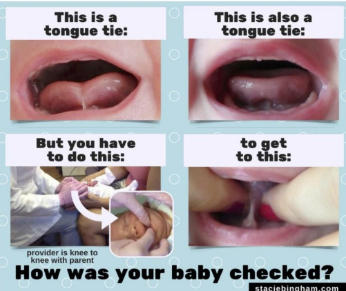 This is a
tongue tie:
This is also a
tongue tie:
But you have
to do this:
to get
to this:
provider is knee to
knee with parent
How was your baby checked?
staciebingham.com